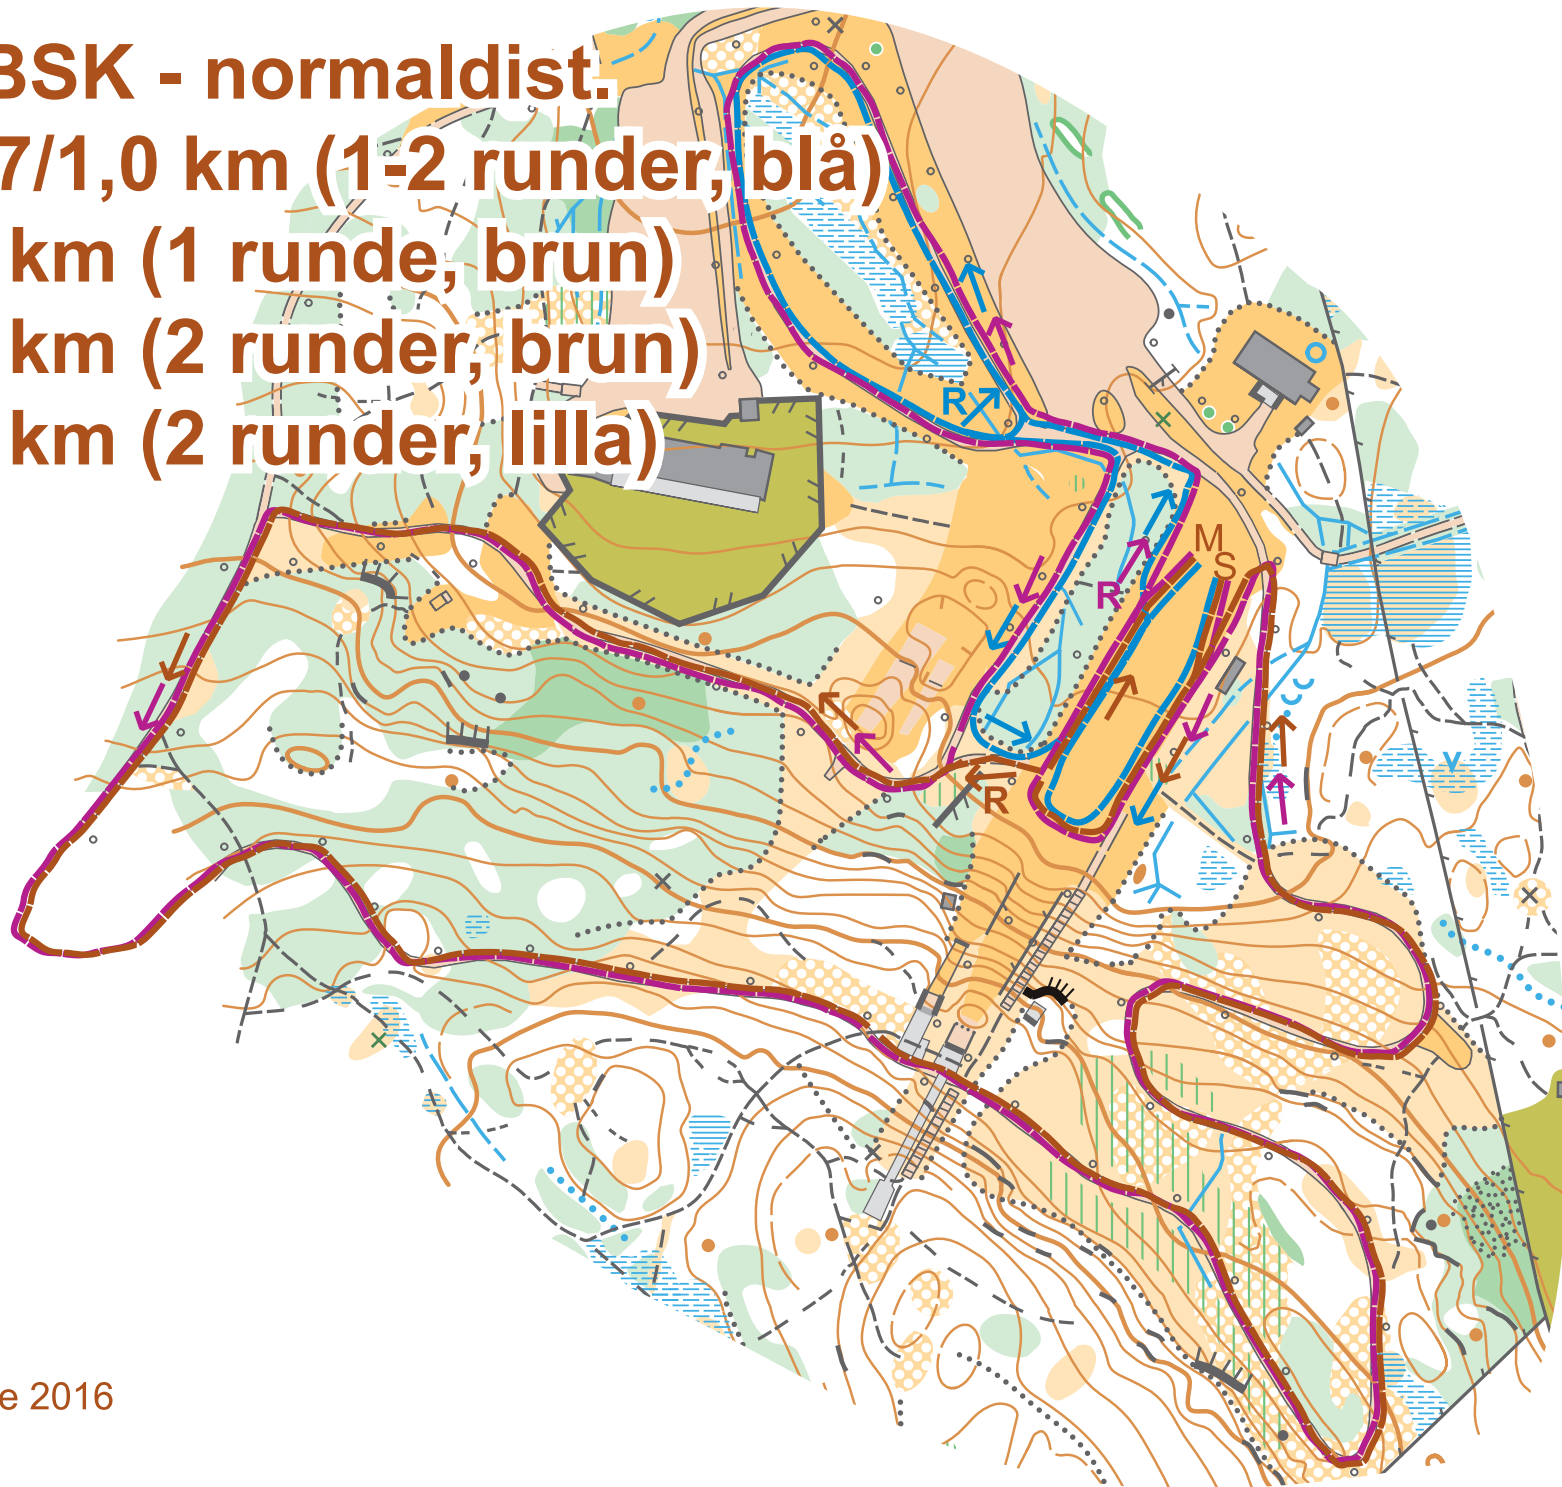 BSK - normaldist.
7/1,0 km (1-2 runder, blå)
km (1 runde, brun)
km (2 runder, brun)
km (2 runder, lilla)
R
M
S
R
R
e 2016